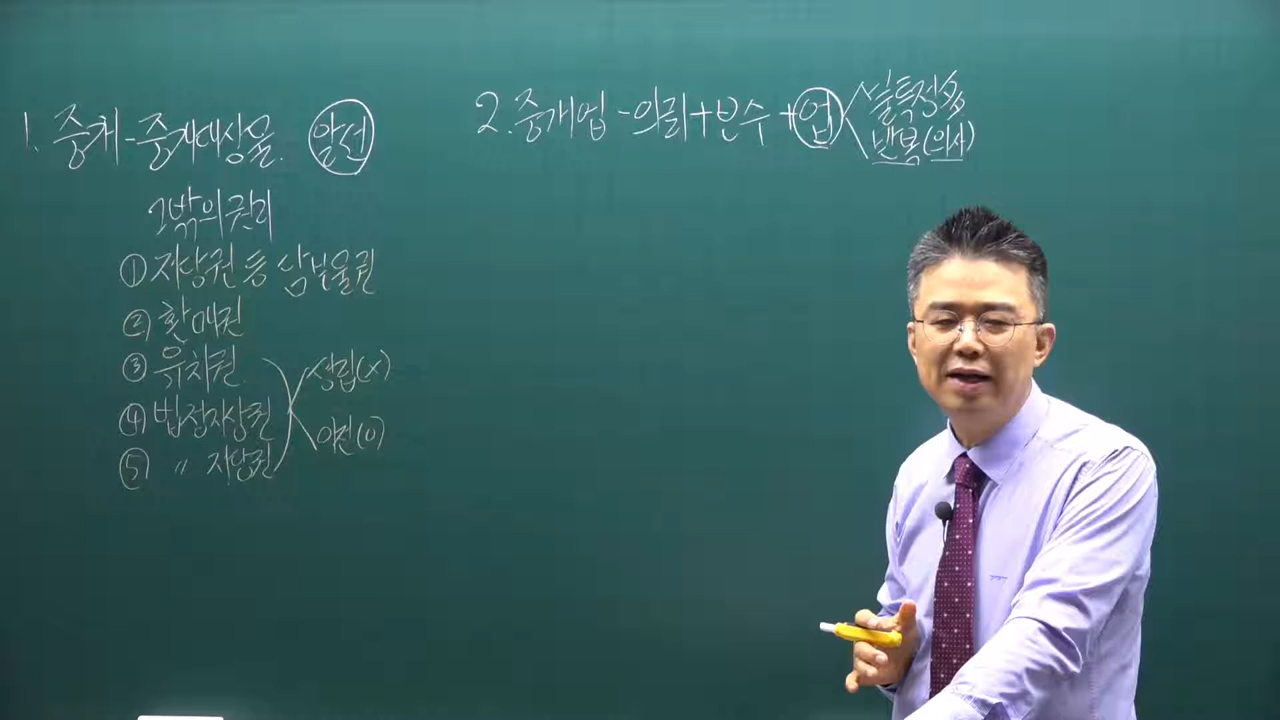 1. 중개-중개대상물. 알선
그 밖의 권리
① 저당권 등 담보물권
② 환매권
③ 유치권
④ 법정지상권
⑤ 〃 저당권
성립(x)
이전(o)
2. 중개업-의뢰+보수+업
불특정多
반복(의사)